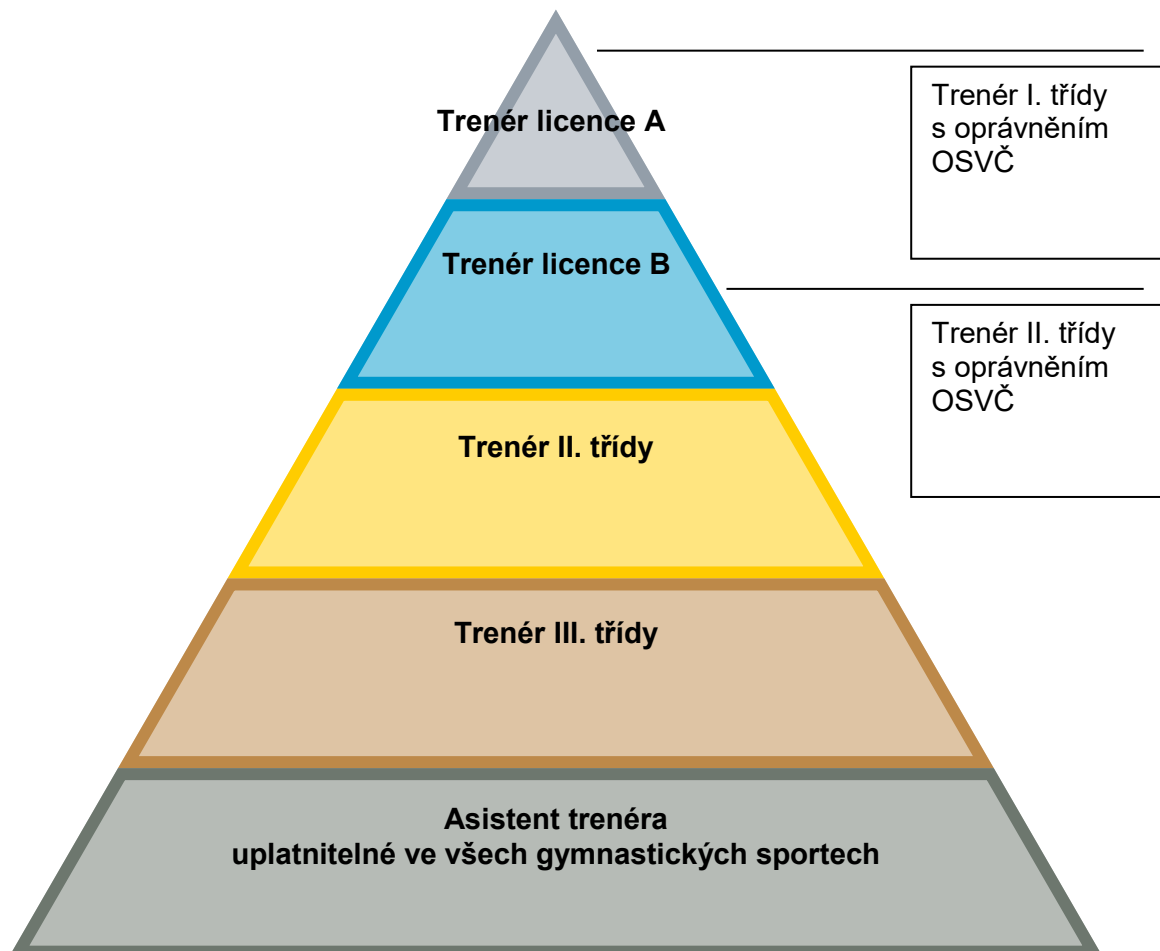 Trenér licence A
Trenér I. třídy
s oprávněním
OSVČ
Trenér licence B
Trenér II. třídy
s oprávněním
OSVČ
Trenér II. třídy
Trenér III. třídy
Asistent trenéra
uplatnitelné ve všech gymnastických sportech